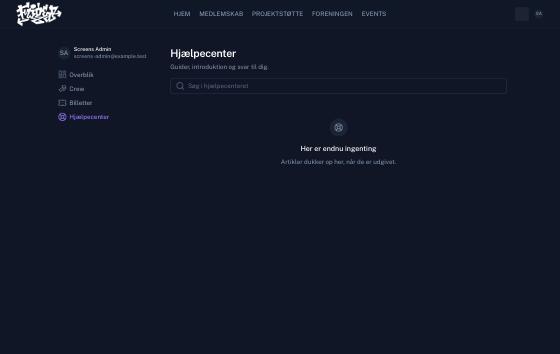 HJEM MEDLEMSKAB PROJEKTSTØTTE FORENINGEN EVENTS
SA
SA
Screens Admin
screens-admin@example.test
Overblik
Crew
Billetter
Hjælpecenter
Hjælpecenter
Guider, introduktion og svar til dig.
Søg i hjælpecenteret
Her er endnu ingenting
Artikler dukker op her, når de er udgivet.